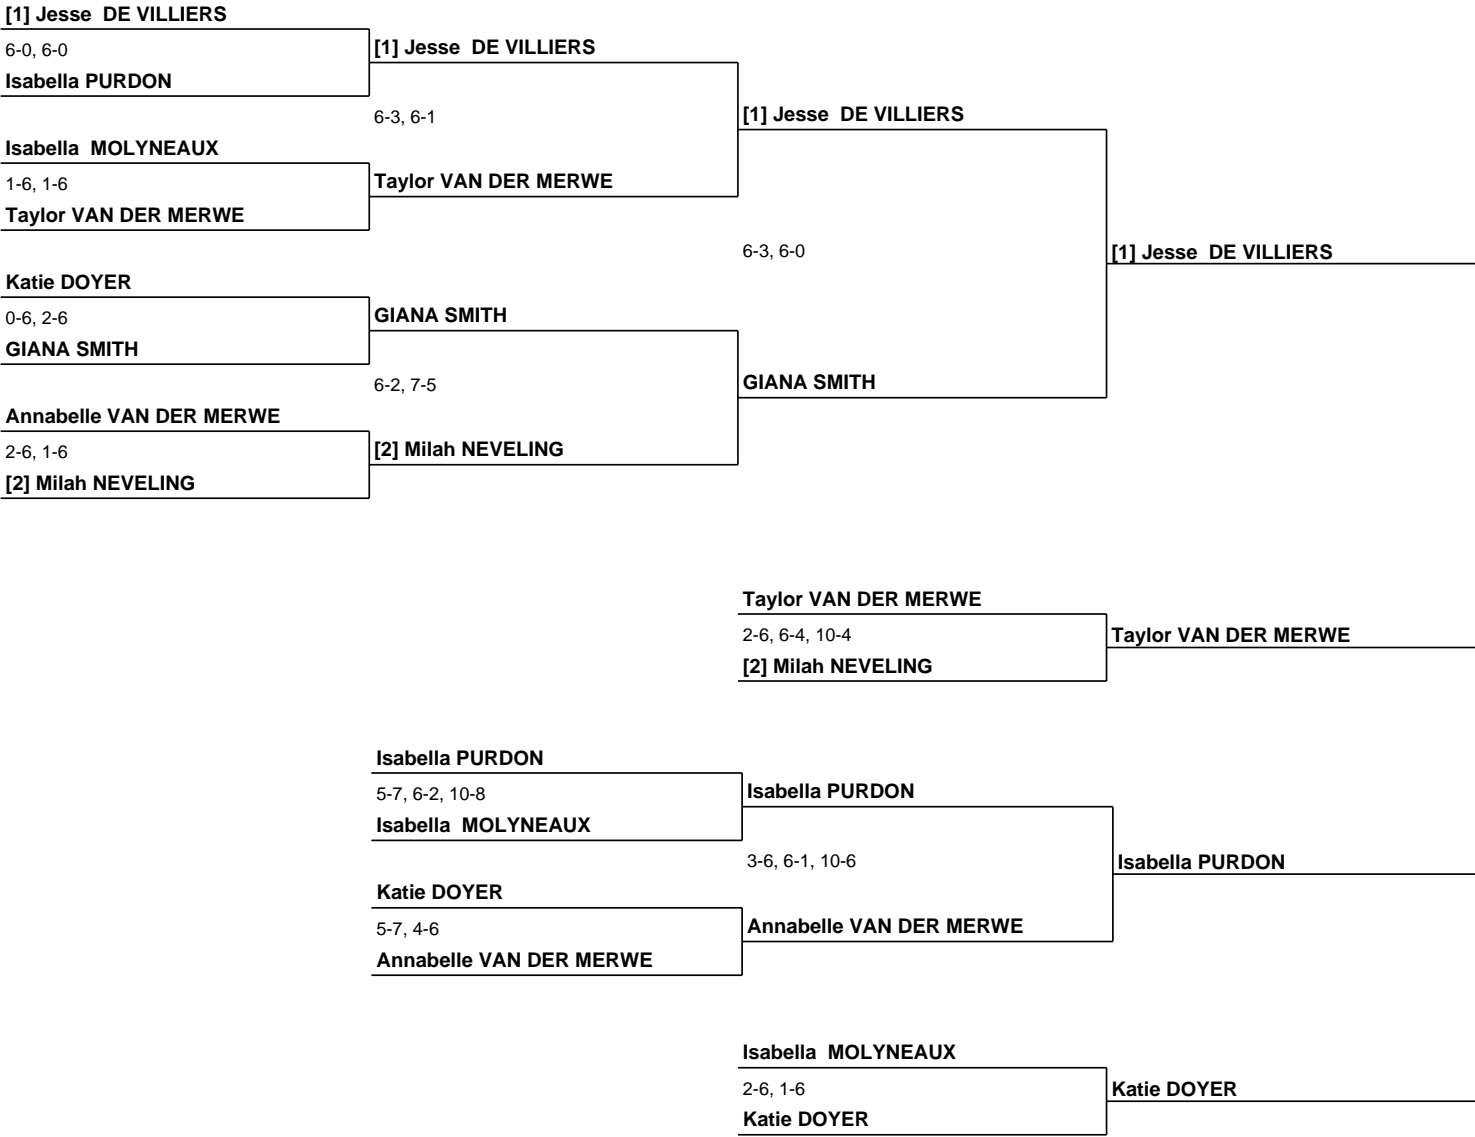 [1] Jesse  DE VILLIERS
6-0, 6-0
[1] Jesse  DE VILLIERS
Isabella PURDON
6-3, 6-1
[1] Jesse  DE VILLIERS
Isabella  MOLYNEAUX
1-6, 1-6
Taylor VAN DER MERWE
Taylor VAN DER MERWE
6-3, 6-0
[1] Jesse  DE VILLIERS
Katie DOYER
0-6, 2-6
GIANA SMITH
GIANA SMITH
6-2, 7-5
GIANA SMITH
Annabelle VAN DER MERWE
2-6, 1-6
[2] Milah NEVELING
[2] Milah NEVELING
Taylor VAN DER MERWE
2-6, 6-4, 10-4
Taylor VAN DER MERWE
[2] Milah NEVELING
Isabella PURDON
5-7, 6-2, 10-8
Isabella PURDON
Isabella  MOLYNEAUX
3-6, 6-1, 10-6
Isabella PURDON
Katie DOYER
5-7, 4-6
Annabelle VAN DER MERWE
Annabelle VAN DER MERWE
Isabella  MOLYNEAUX
2-6, 1-6
Katie DOYER
Katie DOYER